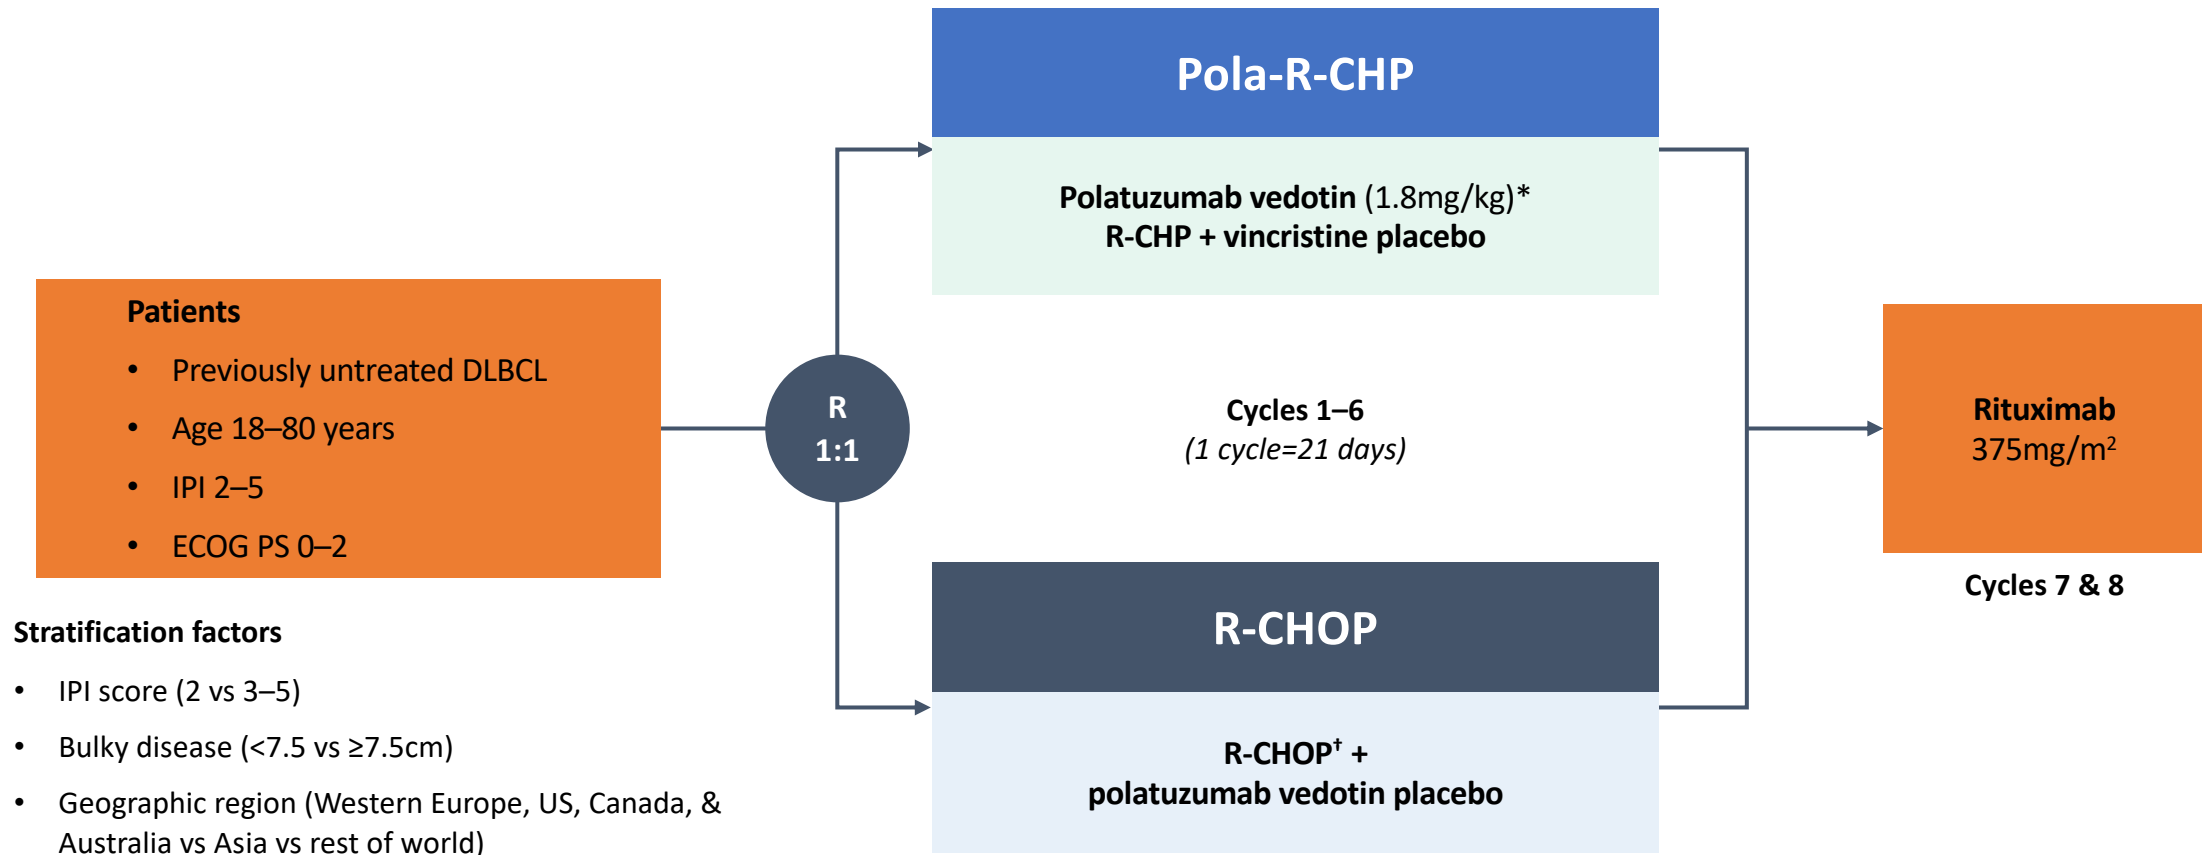 Patients
• Previously untreated DLBCL
• Age 18–80 years
• IPI 2–5
• ECOG PS 0–2
Stratification factors
• IPI score (2 vs 3–5)
• Bulky disease (<7.5 vs ≥7.5cm)
• Geographic region (Western Europe, US, Canada, &
Australia vs Asia vs rest of world)
R
1:1
Pola-R-CHP
Polatuzumab vedotin (1.8mg/kg)*
R-CHP + vincristine placebo
Cycles 1–6
(1 cycle=21 days)
R-CHOP
R-CHOP† +
polatuzumab vedotin placebo
Rituximab
375mg/m²
Cycles 7 & 8